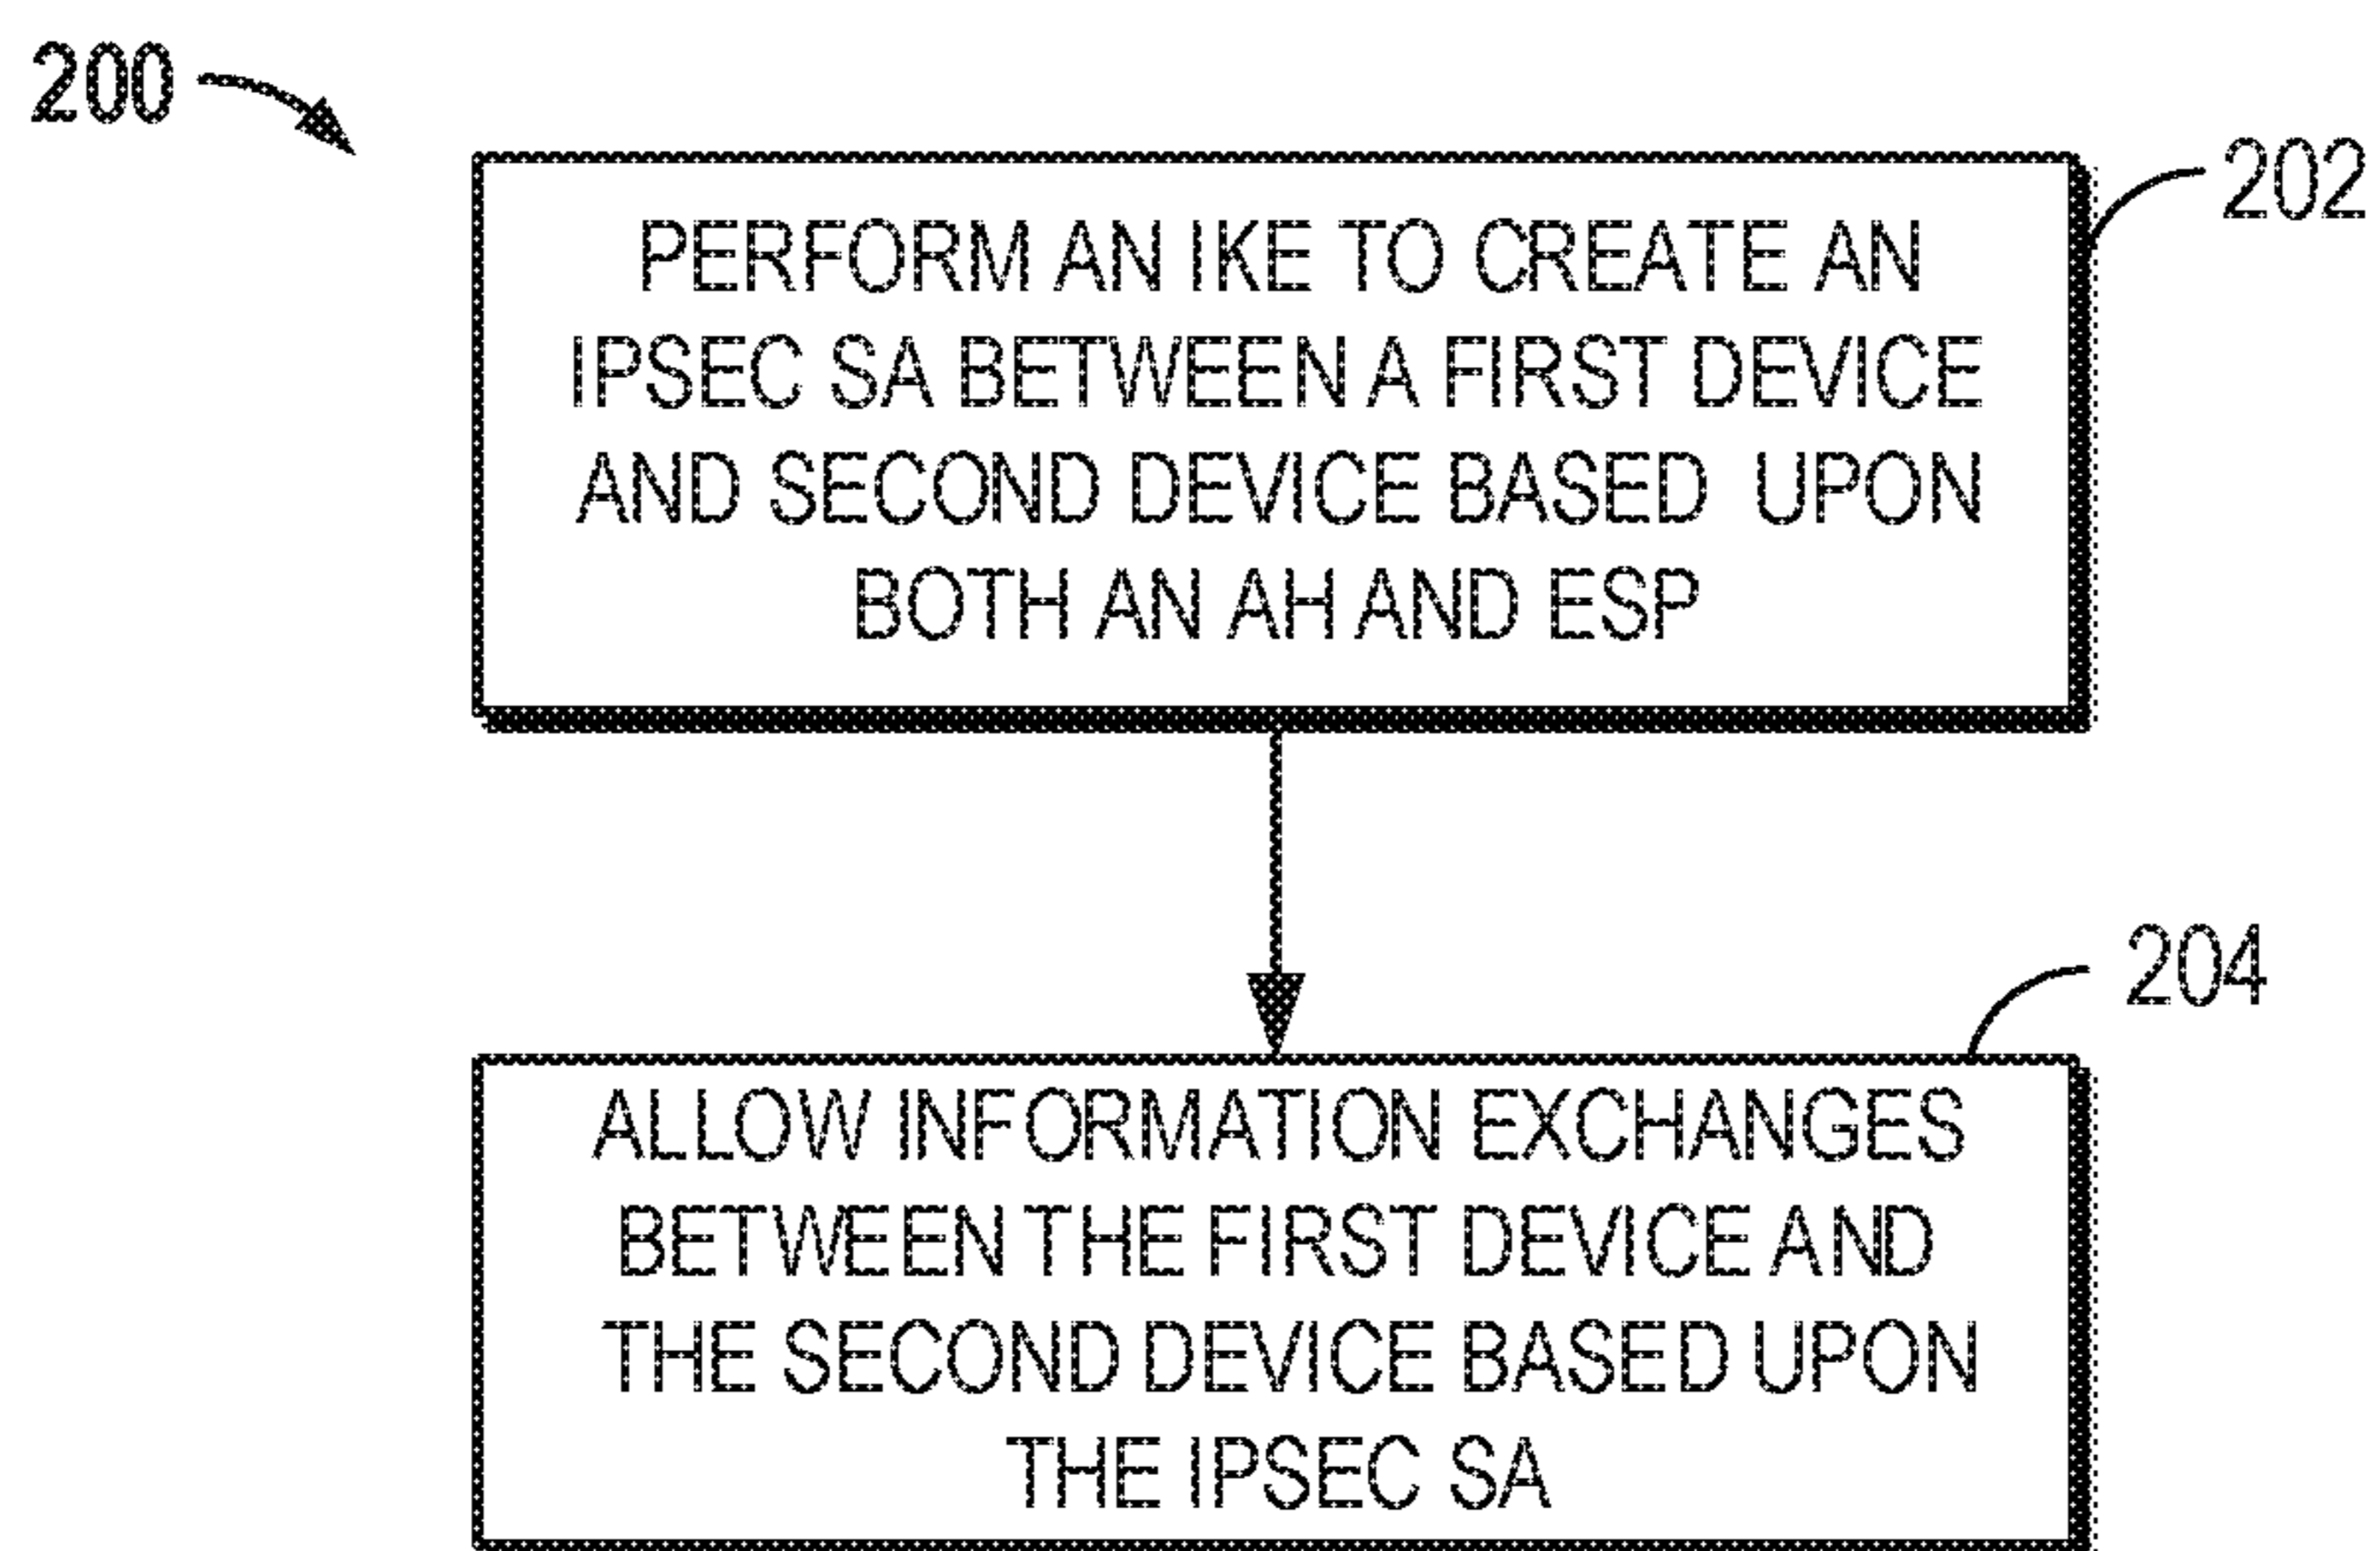 200
202
PERFORM AN IKE TO CREATE AN
IPSEC SA BETWEEN A FIRST DEVICE
AND SECOND DEVICE BASED UPON
BOTH AN AH AND ESP
204
ALLOW INFORMATION EXCHANGES
BETWEEN THE FIRST DEVICE AND
THE SECOND DEVICE BASED UPON
THE IPSEC SA